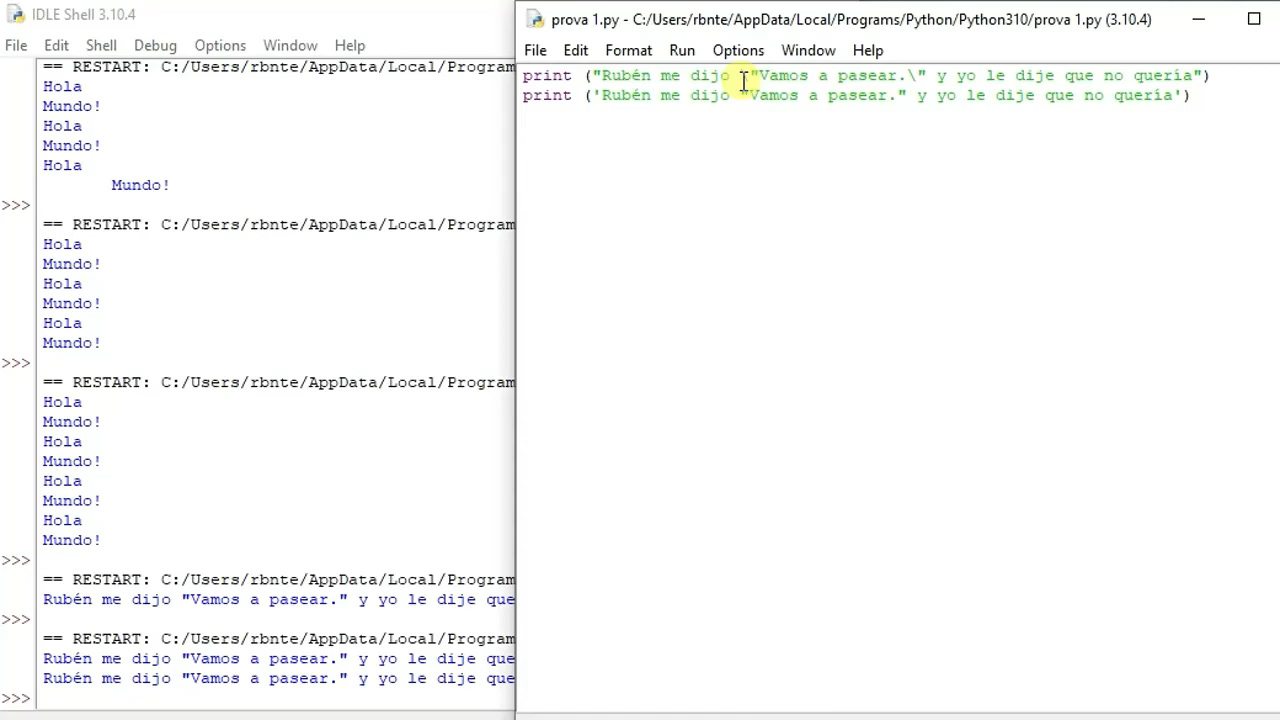 IDLE Shell 3.10.4
File Edit Shell Debug Options Window Help
== RESTART: C:/Users/rbnte/AppData/Local/Program
Hola
Mundo!
Hola
Mundo!
Hola
Mundo!
>>>
== RESTART: C:/Users/rbnte/AppData/Local/Program
Hola
Mundo!
Hola
Mundo!
Hola
Mundo!
>>>
== RESTART: C:/Users/rbnte/AppData/Local/Program
Hola
Mundo!
Hola
Mundo!
Hola
Mundo!
Hola
Mundo!
>>>
== RESTART: C:/Users/rbnte/AppData/Local/Program
Rubén me dijo "Vamos a pasear." y yo le dije que
>>>
== RESTART: C:/Users/rbnte/AppData/Local/Program
Rubén me dijo "Vamos a pasear." y yo le dije que
Rubén me dijo "Vamos a pasear." y yo le dije que
>>>
prova 1.py - C:/Users/rbnte/AppData/Local/Programs/Python/Python310/prova 1.py (3.10.4)
File Edit Format Run Options Window Help
print ("Rubén me dijo \"Vamos a pasear.\" y yo le dije que no quería")
print ('Rubén me dijo "Vamos a pasear." y yo le dije que no quería')